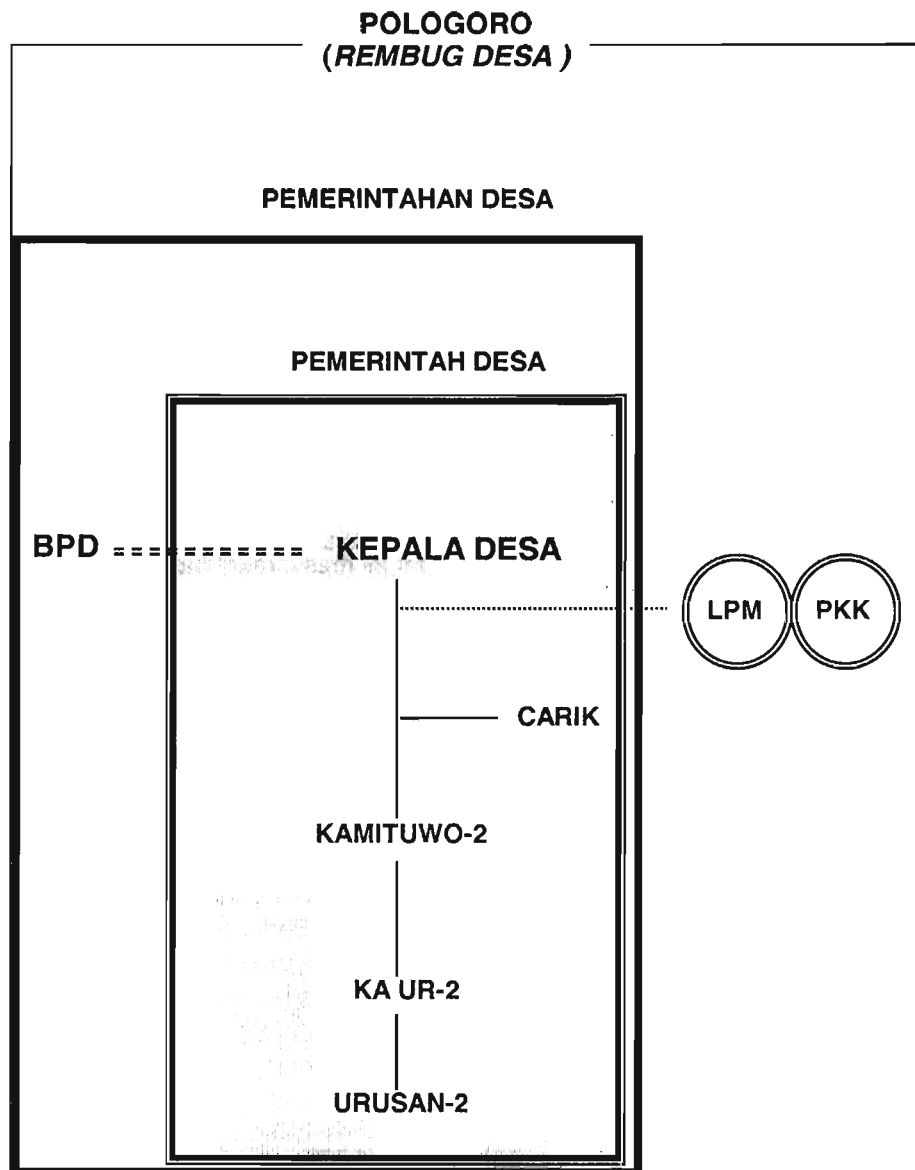 POLOGORO
(REMBUG DESA )
PEMERINTAHAN DESA
PEMERINTAH DESA
BPD
KEPALA DESA
LPM
PKK
CARIK
KAMITUWO-2
KA UR-2
URUSAN-2